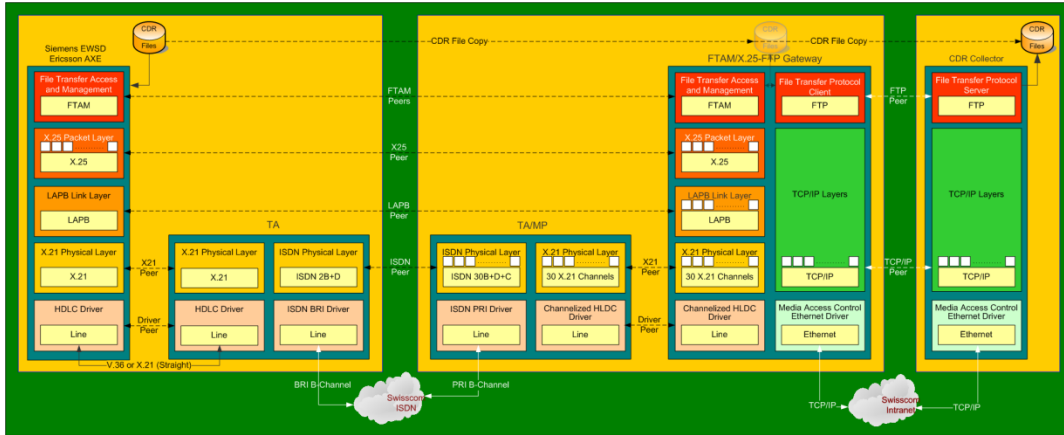 CDR
Files
CDR
Files
CDR
Files
CDR File Copy
CDR File Copy
Siemens EWSD
Ericsson AXE
FTAM/X.25-FTP Gateway
CDR Collector
File Transfer Access
and Management
FTAM
FTAM
Peers
File Transfer Access
and Management
FTAM
File Transfer Protocol
Client
FTP
FTP
Peer
File Transfer Protocol
Server
FTP
X.25 Packet Layer
X.25
X25
Peer
X.25 Packet Layer
X.25
TCP/IP Layers
TCP/IP Layers
LAPB Link Layer
LAPB
LAPB
Peer
LAPB Link Layer
LAPB
TA
TA/MP
X.21 Physical Layer
X.21
X21
Peer
X.21 Physical Layer
X.21
ISDN Physical Layer
ISDN 2B+D
ISDN
Peer
ISDN Physical Layer
ISDN 30B+D+C
X.21 Physical Layer
30 X.21 Channels
X21
Peer
X.21 Physical Layer
30 X.21 Channels
TCP/IP
TCP/IP
Peer
TCP/IP
HDLC Driver
Line
Driver
Peer
HDLC Driver
Line
ISDN BRI Driver
Line
ISDN PRI Driver
Line
Channelized HLDC
Driver
Line
Driver
Peer
Channelized HLDC
Driver
Line
Media Access Control
Ethernet Driver
Ethernet
Media Access Control
Ethernet Driver
Ethernet
V.36 or X.21 (Straight)
BRI B-Channel
PRI B-Channel
Swisscom
ISDN
TCP/IP
Swisscom
Intranet
TCP/IP